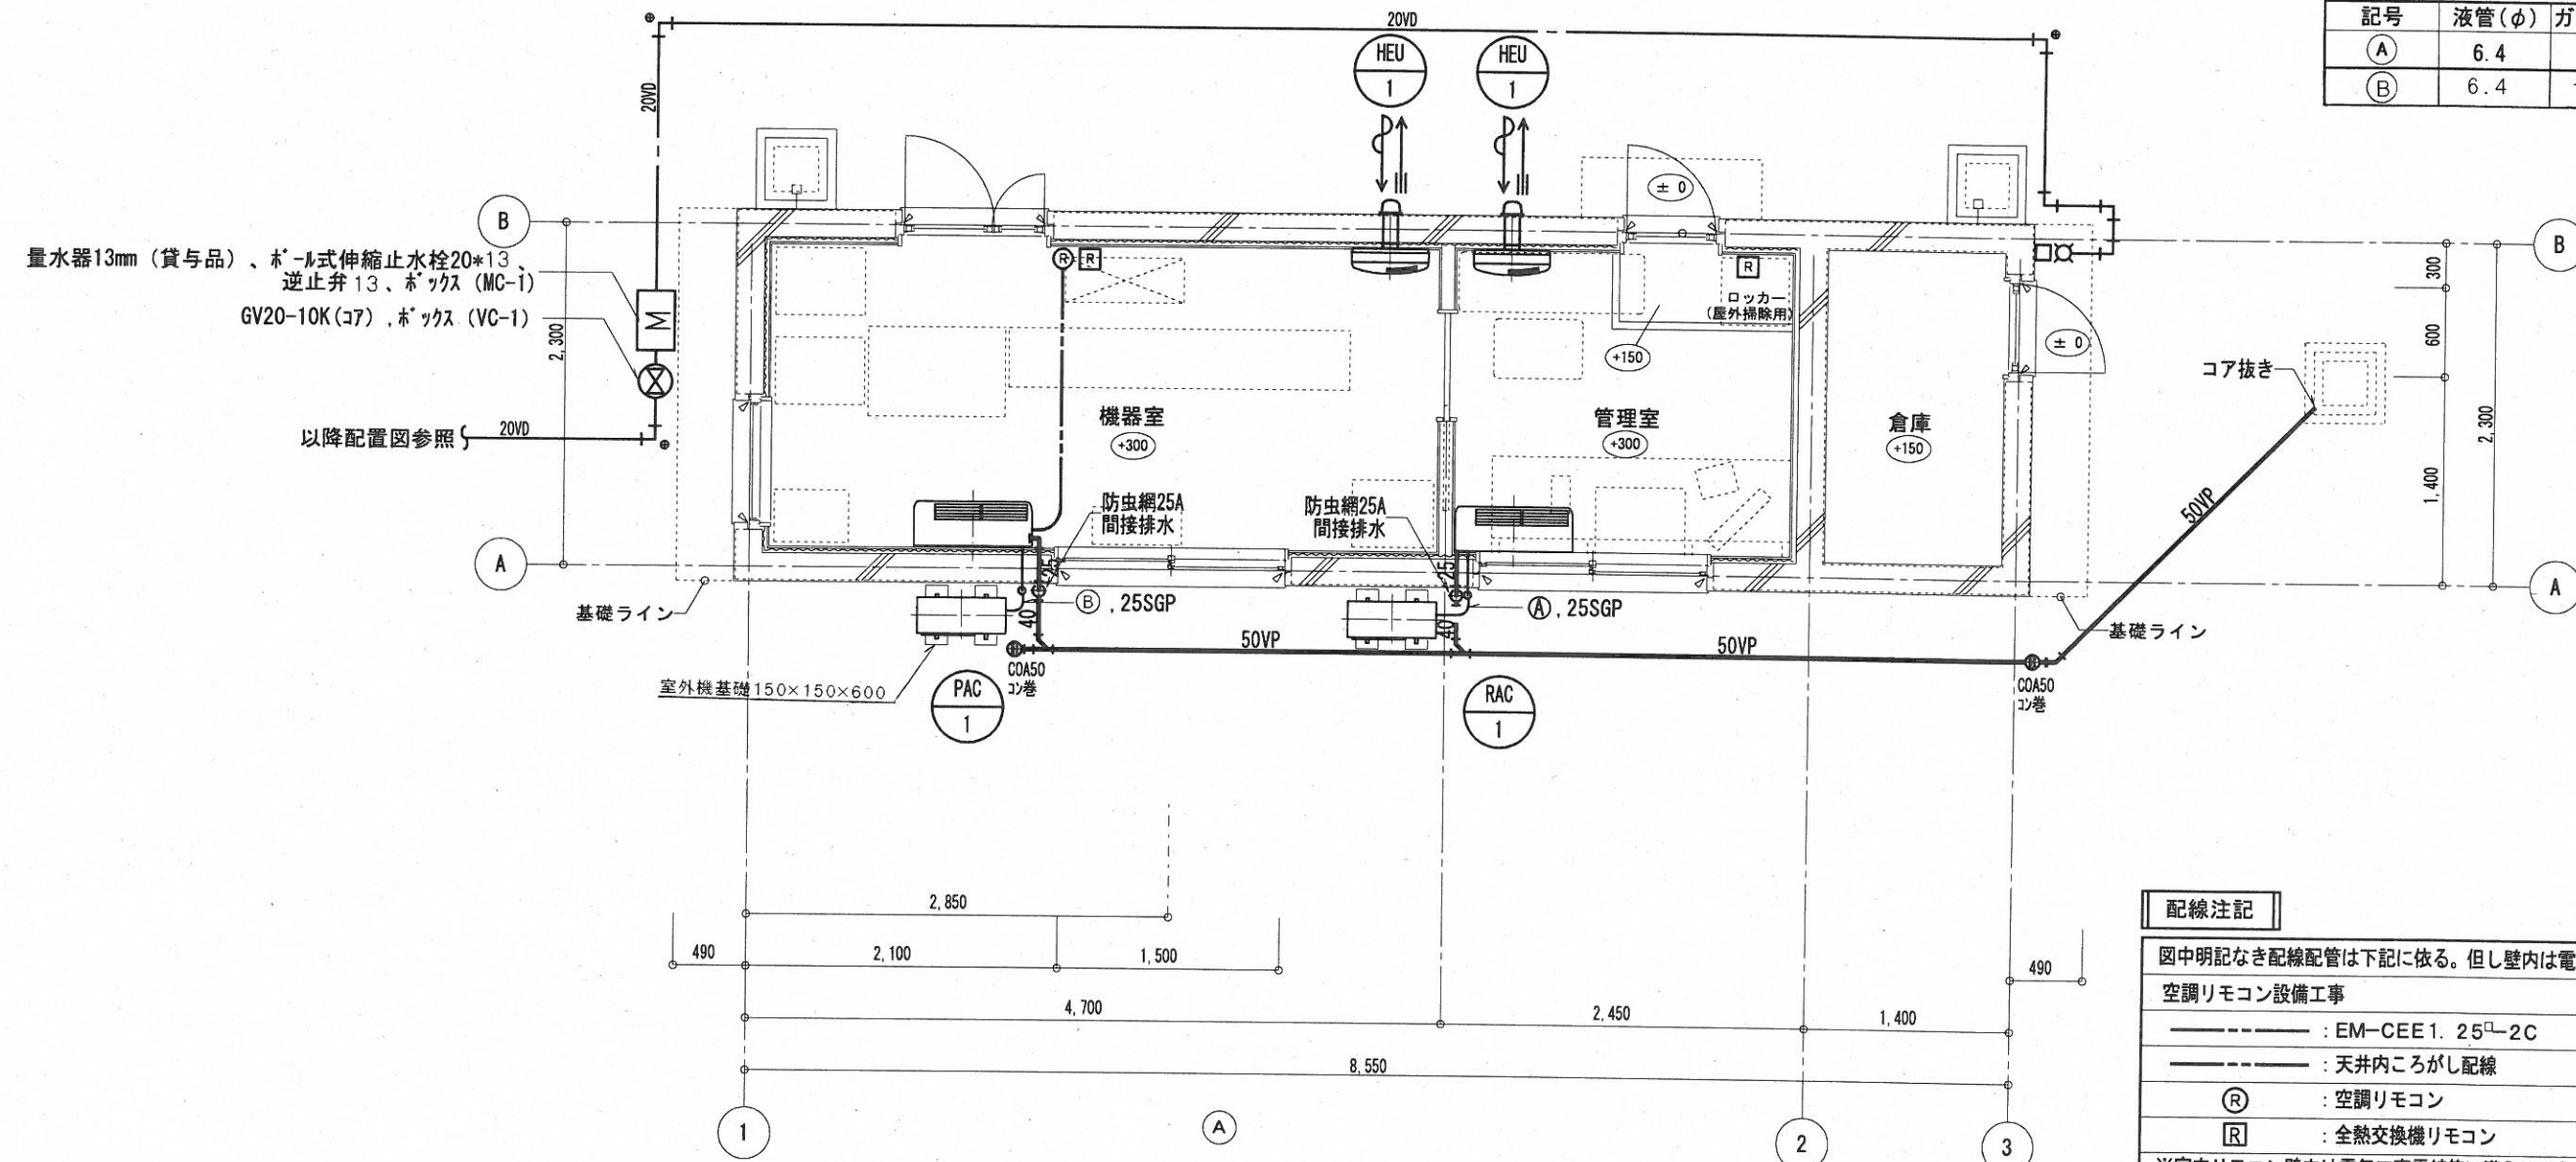 記号 液管(φ) ガ
A 6.4
B 6.4
20VD
HEU
1
HEU
1
20VD
B
± 0
B
量水器13mm (貸与品)、ボール式伸縮止水栓20*13、
逆止弁13、ボックス (MC-1)
GV20-10K(コア),ボックス (VC-1)
M
2,300
R R
R
ロッカー
(屋外掃除用)
+150
± 0
300
600
2,300
1,400
コア抜き
以降配置図参照
20VD
機器室
+300
管理室
+300
倉庫
+150
防虫網25A
間接排水
防虫網25A
間接排水
50VP
A
25
25
A
基礎ライン
B , 25SGP
A , 25SGP
40
40
基礎ライン
50VP
50VP
室外機基礎150×150×600
PAC
1
COA50
コン巻
RAC
1
COA50
コン巻
2,850
490
2,100
1,500
490
4,700
2,450
1,400
8,550
1
A
2
3
配線注記
図中明記なき配線配管は下記に依る。但し壁内は電
空調リモコン設備工事
: EM-CEE1. 25□-2C
: 天井内ころがし配線
R : 空調リモコン
R : 全熱交換機リモコン